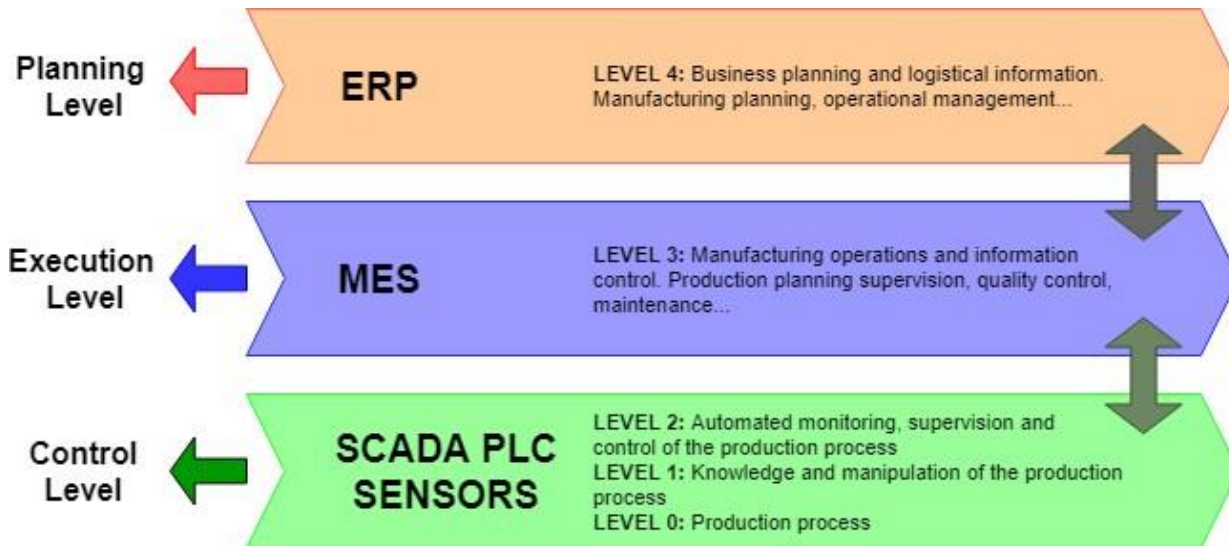 Planning
Level
ERP
LEVEL 4: Business planning and logistical information.
Manufacturing planning, operational management...
Execution
Level
MES
LEVEL 3: Manufacturing operations and information
control. Production planning supervision, quality control,
maintenance...
Control
Level
SCADA PLC
SENSORS
LEVEL 2: Automated monitoring, supervision and
control of the production process
LEVEL 1: Knowledge and manipulation of the production
process
LEVEL 0: Production process